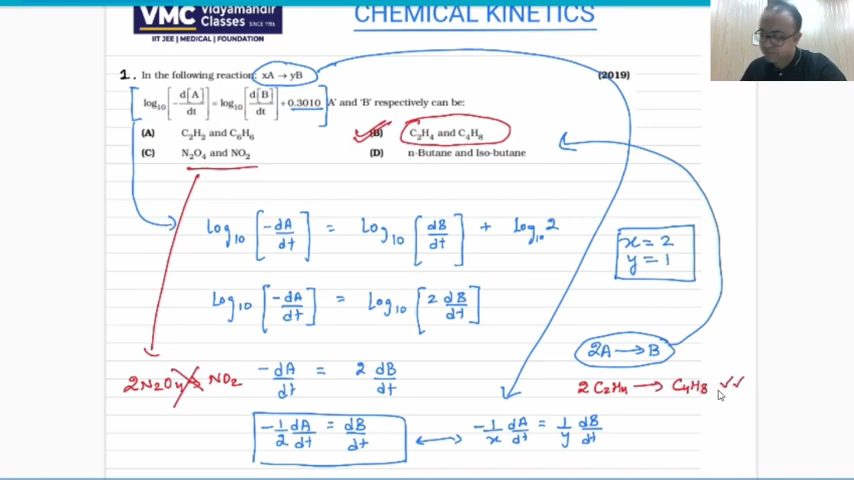 VMC Vidyamandir Classes SINCE 1986
IIT JEE | MEDICAL | FOUNDATION
CHEMICAL KINETICS
1. In the following reaction; xA → yB (2019)
log₁₀ [-d[A]/dt] = log₁₀ [d[B]/dt] + 0.3010 'A' and 'B' respectively can be:
(A) C₂H₂ and C₆H₆ (B) C₂H₄ and C₄H₈
(C) N₂O₄ and NO₂ (D) n-Butane and Iso-butane
log₁₀ [-dA/dt] = log₁₀ [dB/dt] + log₁₀2
x = 2
y = 1
log₁₀ [-dA/dt] = log₁₀ [2 dB/dt]
2A → B
-dA/dt = 2 dB/dt
2N₂O₄ → NO₂
2 C₂H₄ → C₄H₈
-1/2 dA/dt = dB/dt ↔ -1/x dA/dt = 1/y dB/dt